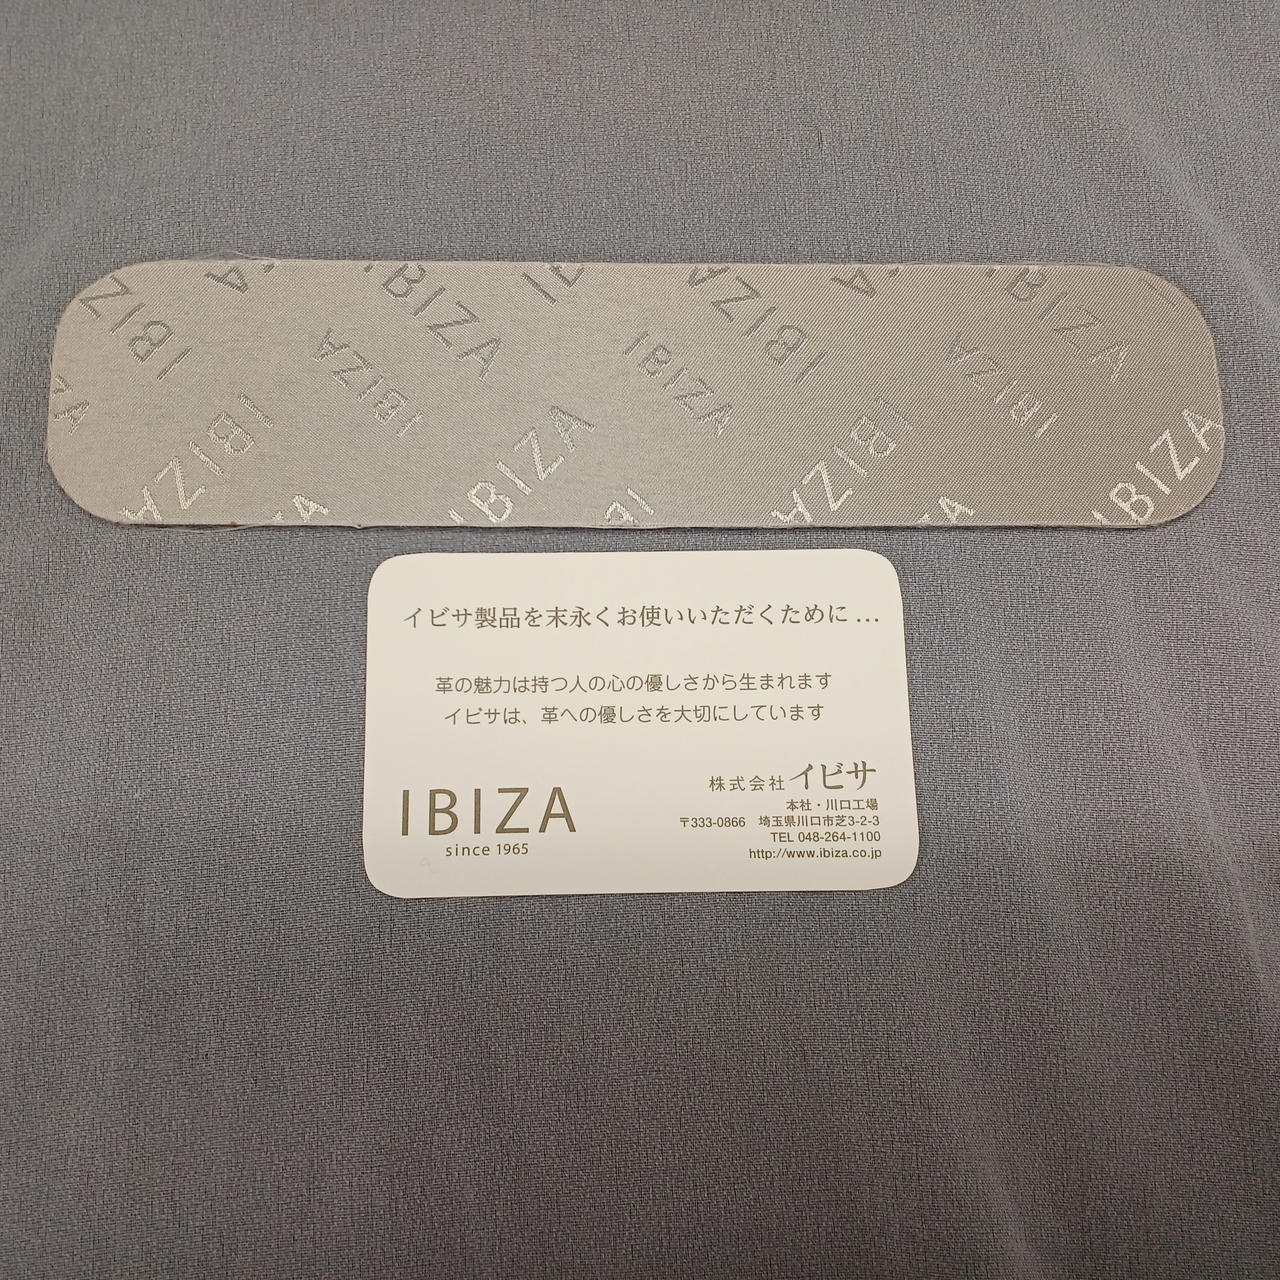 IBIZA
IBIZA
IBIZA
IBIZA
IBIZA
IBIZA
IBIZA
IBIZA
IBIZA
IBIZA
IBIZA
イビサ製品を末永くお使いいただくために…
革の魅力は持つ人の心の優しさから生まれます
イビサは、革への優しさを大切にしています
株式会社イビサ
本社・川口工場
〒333-0866 埼玉県川口市芝3-2-3
TEL 048-264-1100
http://www.ibiza.co.jp
IBIZA
since 1965